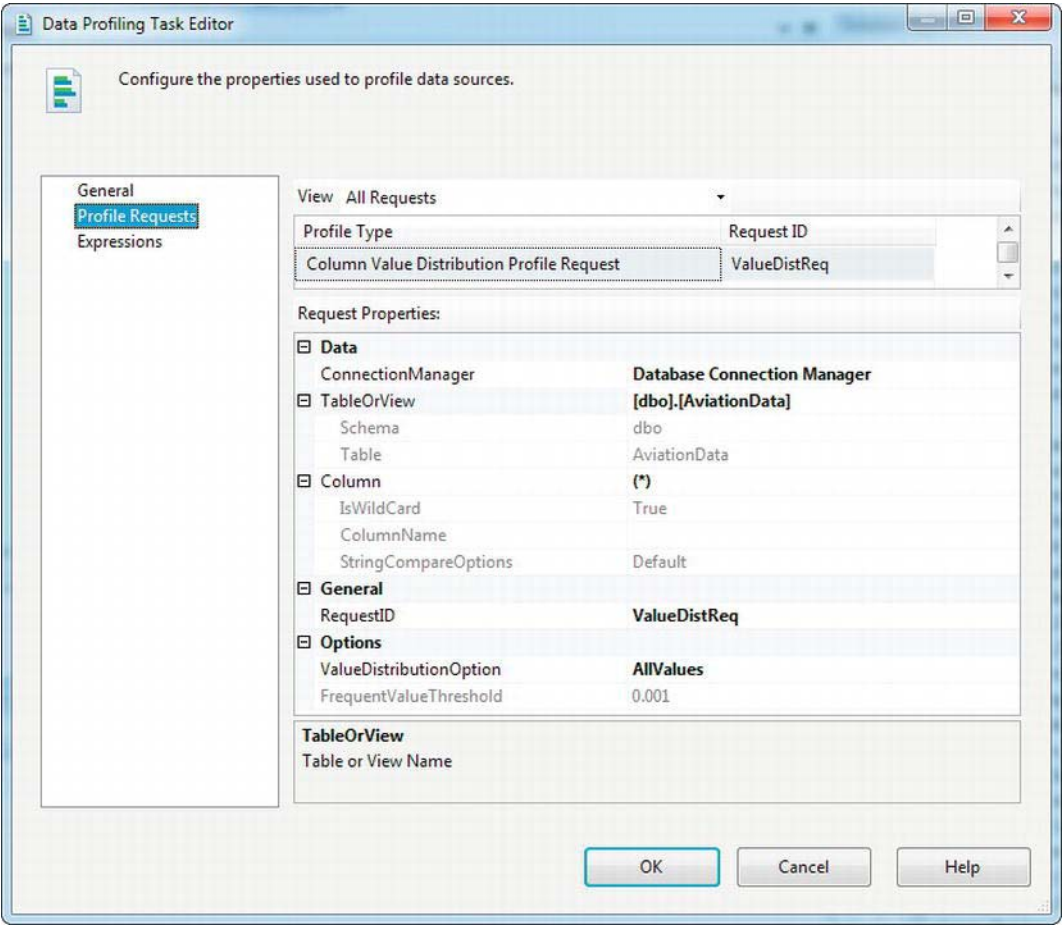 Data Profiling Task Editor
Configure the properties used to profile data sources.
General
Profile Requests
Expressions
View All Requests
Profile Type Request ID
Column Value Distribution Profile Request ValueDistReq
Request Properties:
Data
ConnectionManager Database Connection Manager
TableOrView [dbo].[AviationData]
Schema dbo
Table AviationData
Column (*)
IsWildCard True
ColumnName
StringCompareOptions Default
General
RequestID ValueDistReq
Options
ValueDistributionOption AllValues
FrequentValueThreshold 0.001
TableOrView
Table or View Name
OK Cancel Help